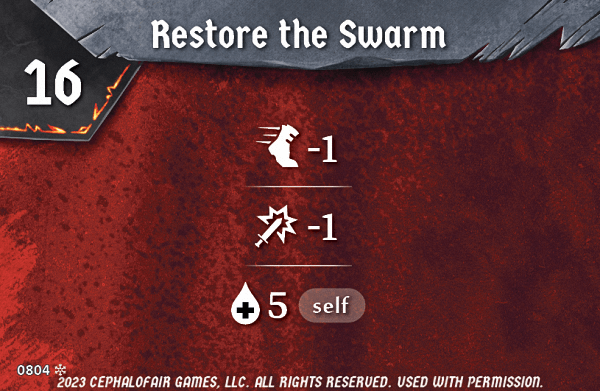 Restore the Swarm
16
-1
-1
5 self
0804
2023 CEPHALOFAIR GAMES, LLC. ALL RIGHTS RESERVED. USED WITH PERMISSION.